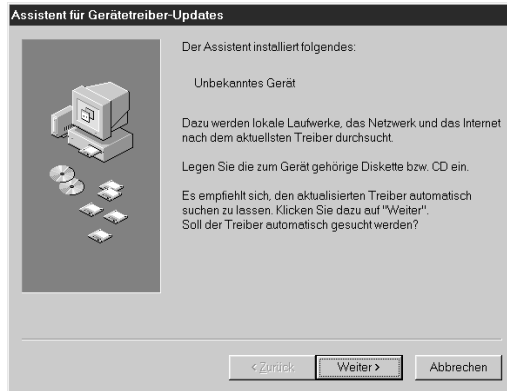 Assistent für Gerätetreiber-Updates
Der Assistent installiert folgendes:
Unbekanntes Gerät
Dazu werden lokale Laufwerke, das Netzwerk und das Internet
nach dem aktuellsten Treiber durchsucht.
Legen Sie die zum Gerät gehörige Diskette bzw. CD ein.
Es empfiehlt sich, den aktualisierten Treiber automatisch
suchen zu lassen. Klicken Sie dazu auf "Weiter".
Soll der Treiber automatisch gesucht werden?
< Zurück
Weiter >
Abbrechen